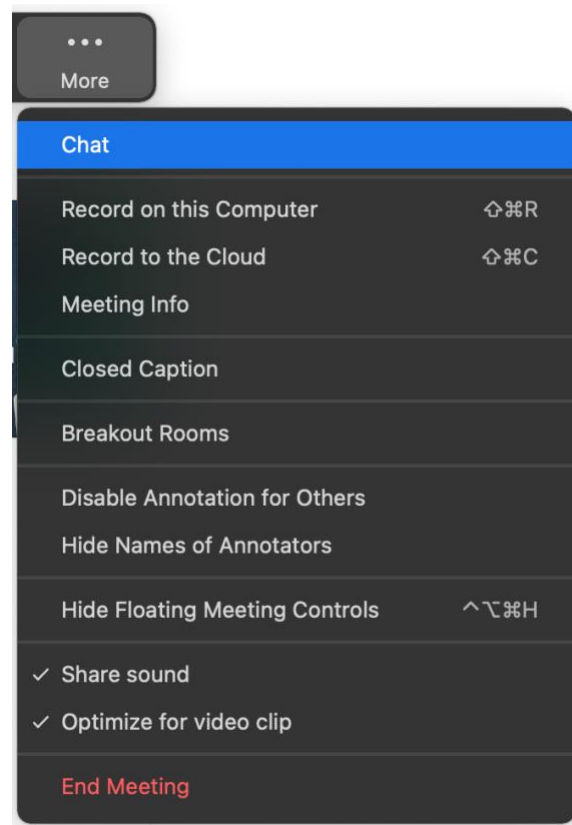 More
Chat
Record on this Computer ⇧⌘R
Record to the Cloud ⇧⌘C
Meeting Info
Closed Caption
Breakout Rooms
Disable Annotation for Others
Hide Names of Annotators
Hide Floating Meeting Controls ^⌥⌘H
✓ Share sound
✓ Optimize for video clip
End Meeting